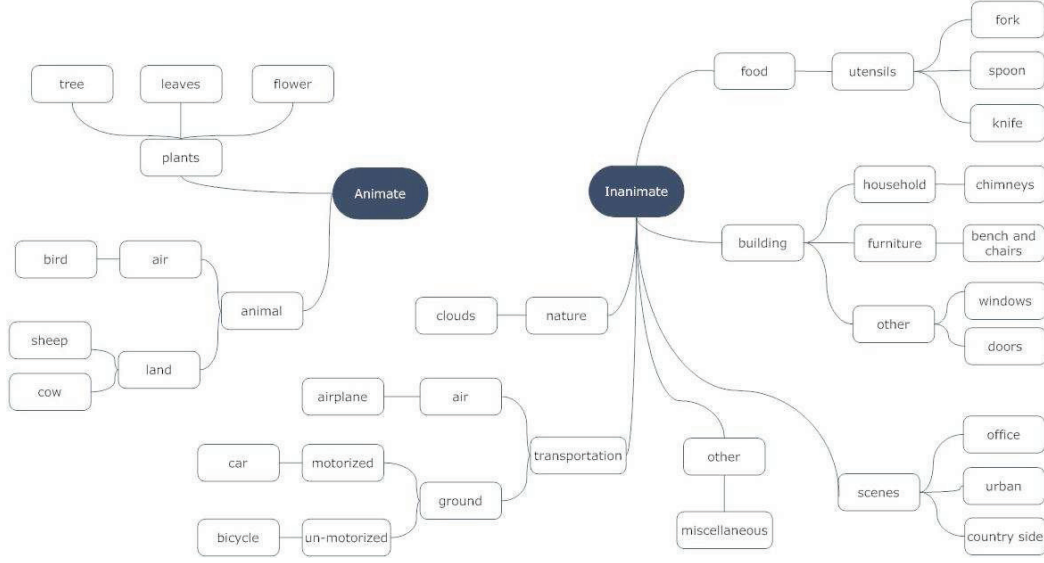 tree
leaves
flower
plants
Animate
bird
air
animal
sheep
land
cow
Inanimate
food
utensils
fork
spoon
knife
building
household
chimneys
furniture
bench and
chairs
other
windows
doors
clouds
nature
airplane
air
transportation
car
motorized
ground
bicycle
un-motorized
other
miscellaneous
scenes
office
urban
country side